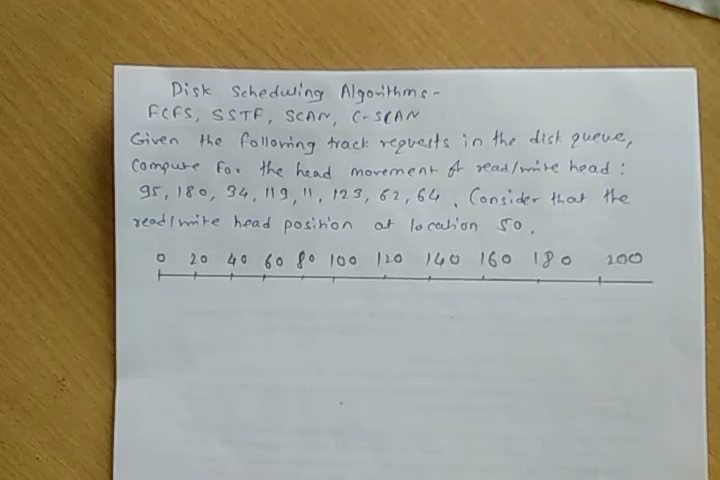 Disk Scheduling Algorithms -
FCFS, SSTF, SCAN, C-SCAN
Given the following track requests in the disk queue,
Compute for the head movement of read/write head :
95, 180, 34, 119, 11, 123, 62, 64. Consider that the
read/write head position at location 50.
0 20 40 60 80 100 120 140 160 180 200